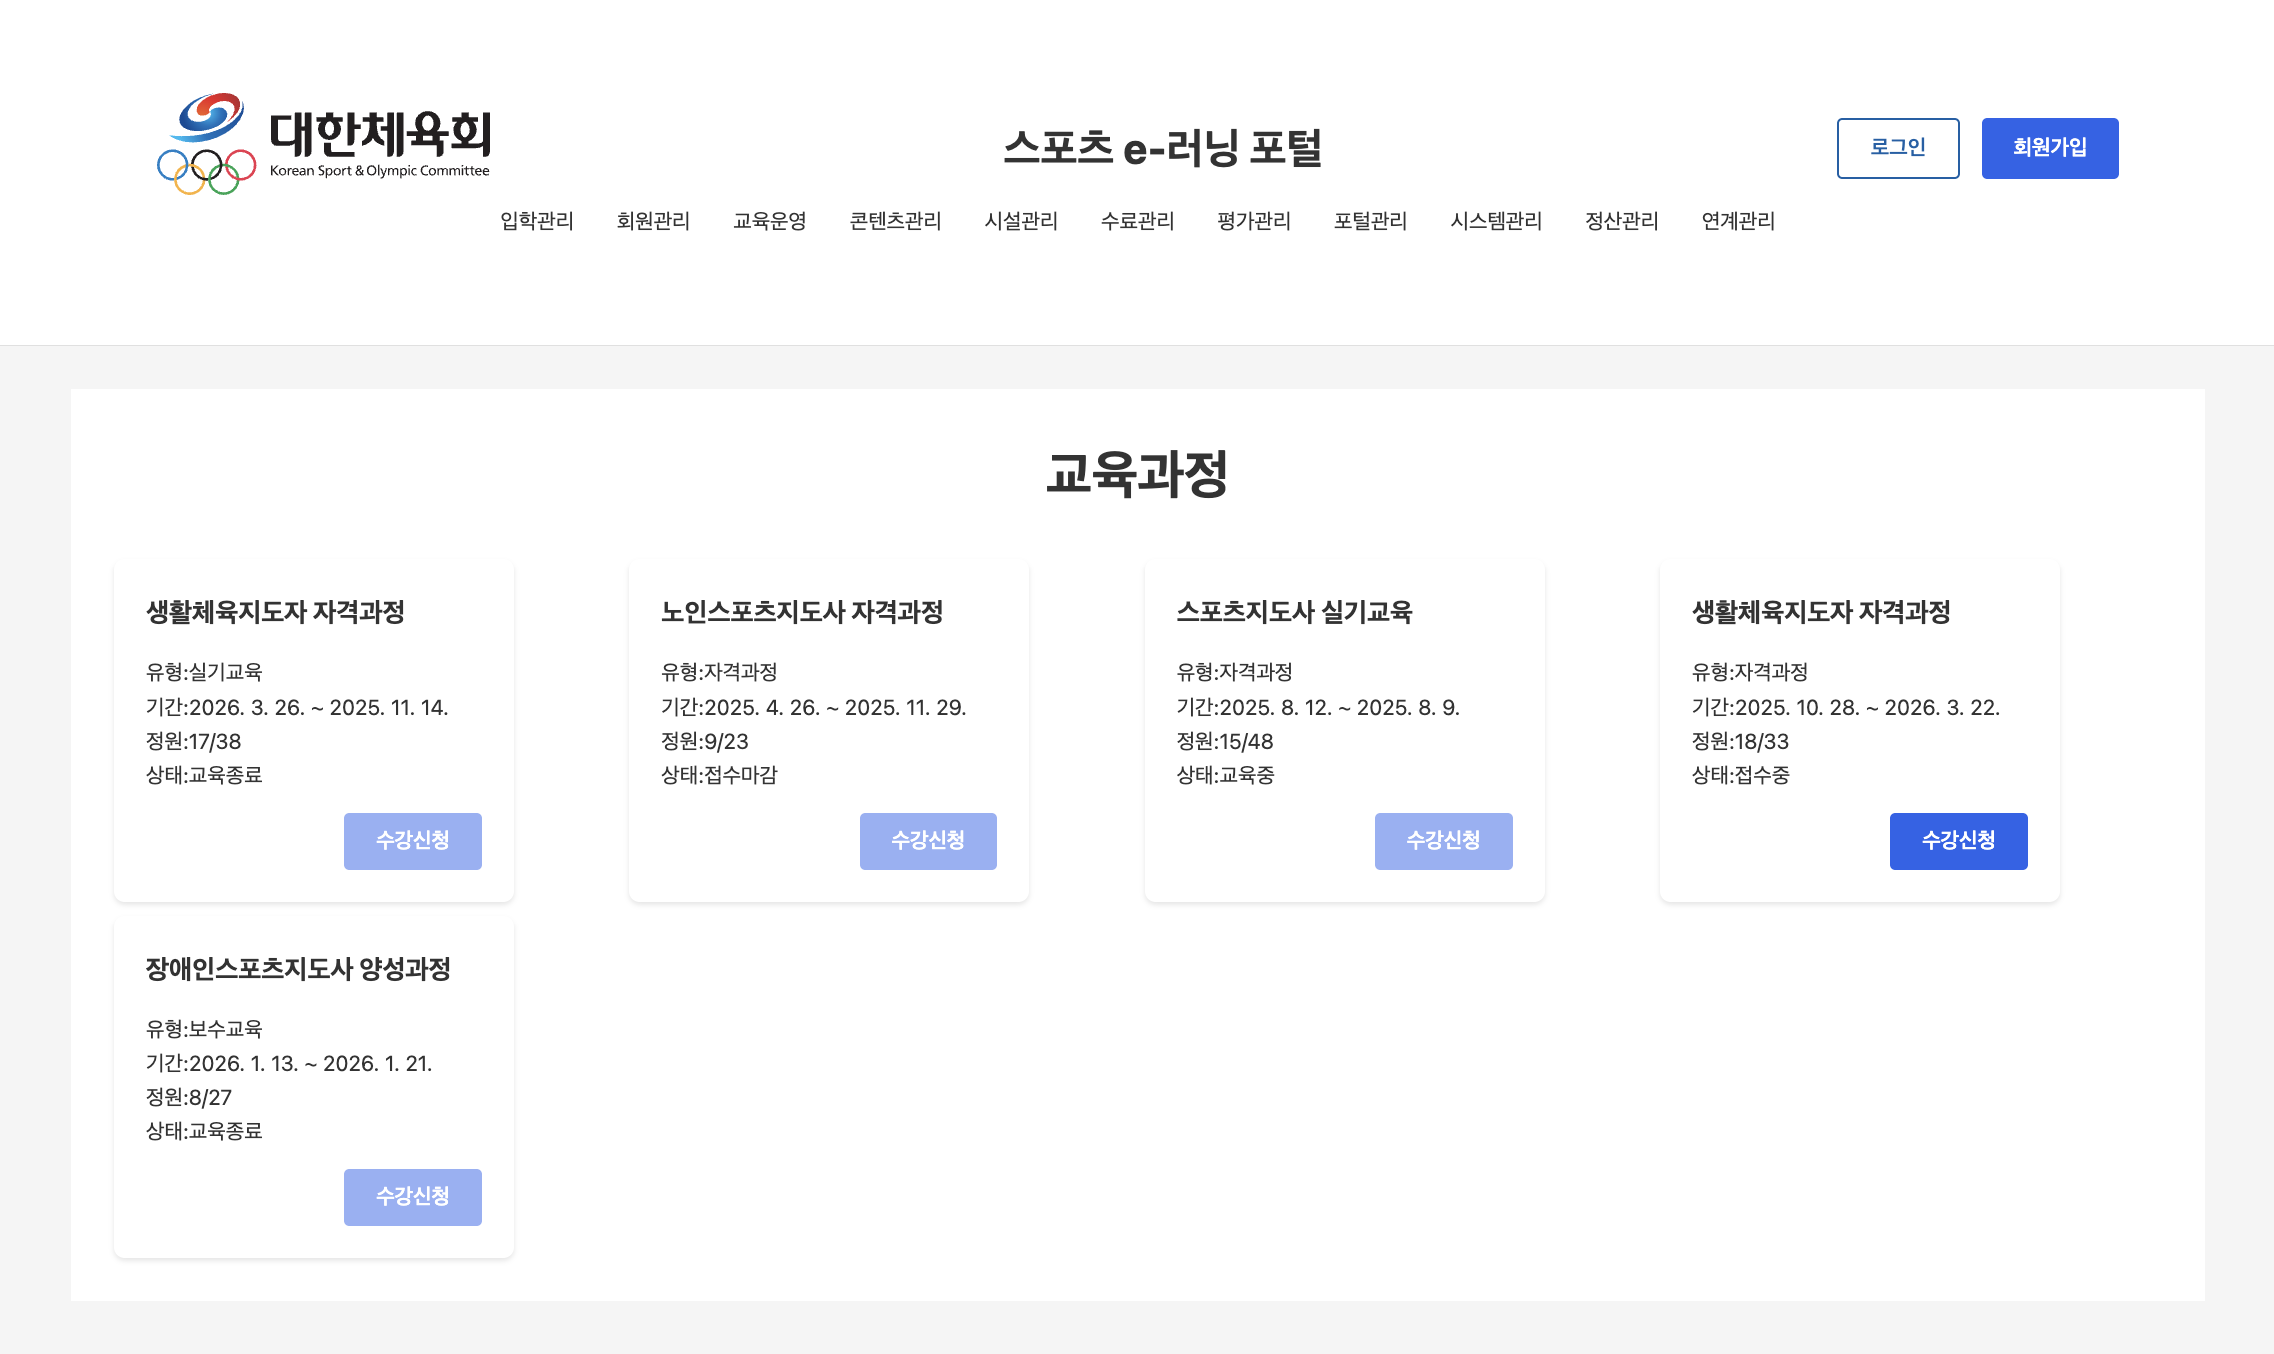 대한체육회
Korean Sport & Olympic Committee
스포츠 e-러닝 포털
로그인
회원가입
입학관리 회원관리 교육운영 콘텐츠관리 시설관리 수료관리 평가관리 포털관리 시스템관리 정산관리 연계관리
교육과정
생활체육지도자 자격과정
유형:실기교육
기간:2026. 3. 26. ~ 2025. 11. 14.
정원:17/38
상태:교육종료
수강신청
노인스포츠지도사 자격과정
유형:자격과정
기간:2025. 4. 26. ~ 2025. 11. 29.
정원:9/23
상태:접수마감
수강신청
스포츠지도사 실기교육
유형:자격과정
기간:2025. 8. 12. ~ 2025. 8. 9.
정원:15/48
상태:교육중
수강신청
생활체육지도자 자격과정
유형:자격과정
기간:2025. 10. 28. ~ 2026. 3. 22.
정원:18/33
상태:접수중
수강신청
장애인스포츠지도사 양성과정
유형:보수교육
기간:2026. 1. 13. ~ 2026. 1. 21.
정원:8/27
상태:교육종료
수강신청